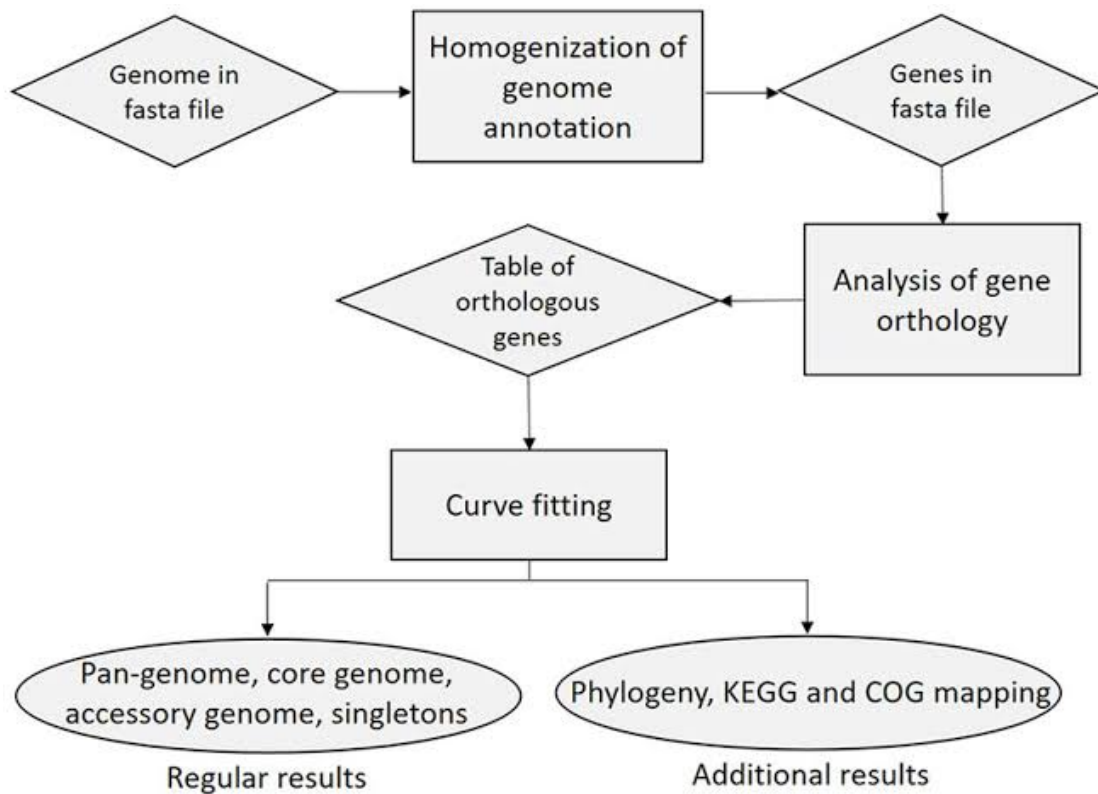 Genome in
fasta file
Homogenization of
genome
annotation
Genes in
fasta file
Table of
orthologous
genes
Analysis of gene
orthology
Curve fitting
Pan-genome, core genome,
accessory genome, singletons
Phylogeny, KEGG and COG mapping
Regular results
Additional results